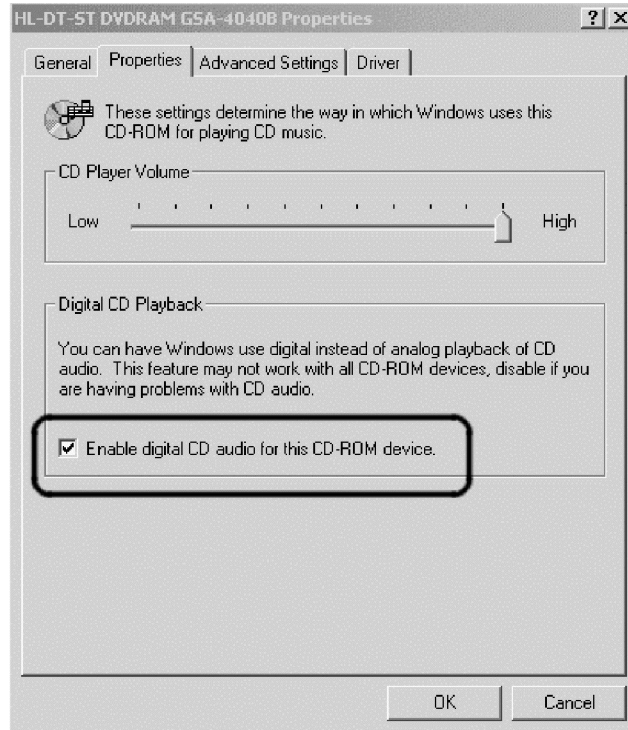 HL-DT-ST DVDRAM GSA-4040B Properties
General Properties Advanced Settings Driver
These settings determine the way in which Windows uses this
CD-ROM for playing CD music.
CD Player Volume
Low High
Digital CD Playback
You can have Windows use digital instead of analog playback of CD
audio. This feature may not work with all CD-ROM devices, disable if you
are having problems with CD audio.
Enable digital CD audio for this CD-ROM device.
OK Cancel